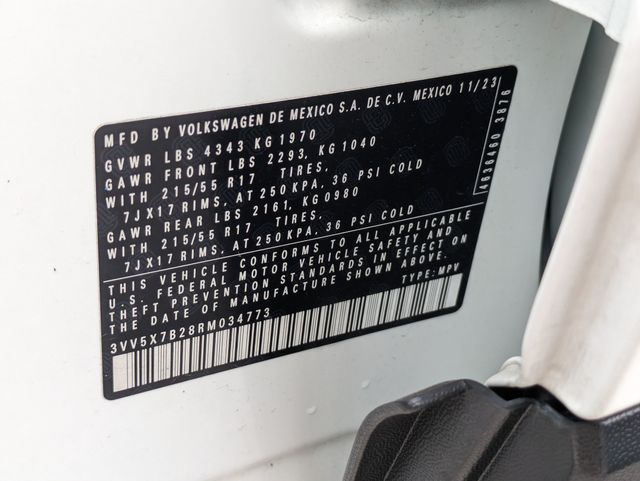 MFD BY VOLKSWAGEN DE MEXICO S.A. DE C.V. MEXICO 11/23
GVWR LBS 4343 KG 1970
GAWR FRONT LBS 2293, KG 1040
WITH 215/55 R17 TIRES,
7JX17 RIMS, AT 250 KPA, 36 PSI COLD
GAWR REAR LBS 2161, KG 0980
WITH 215/55 R17 TIRES,
7JX17 RIMS, AT 250 KPA, 36 PSI COLD
THIS VEHICLE CONFORMS TO ALL APPLICABLE
U.S. FEDERAL MOTOR VEHICLE SAFETY AND
THEFT PREVENTION STANDARDS IN EFFECT ON
THE DATE OF MANUFACTURE SHOWN ABOVE.
3VV5X7B28RM034773 TYPE: MPV
4636460 3876